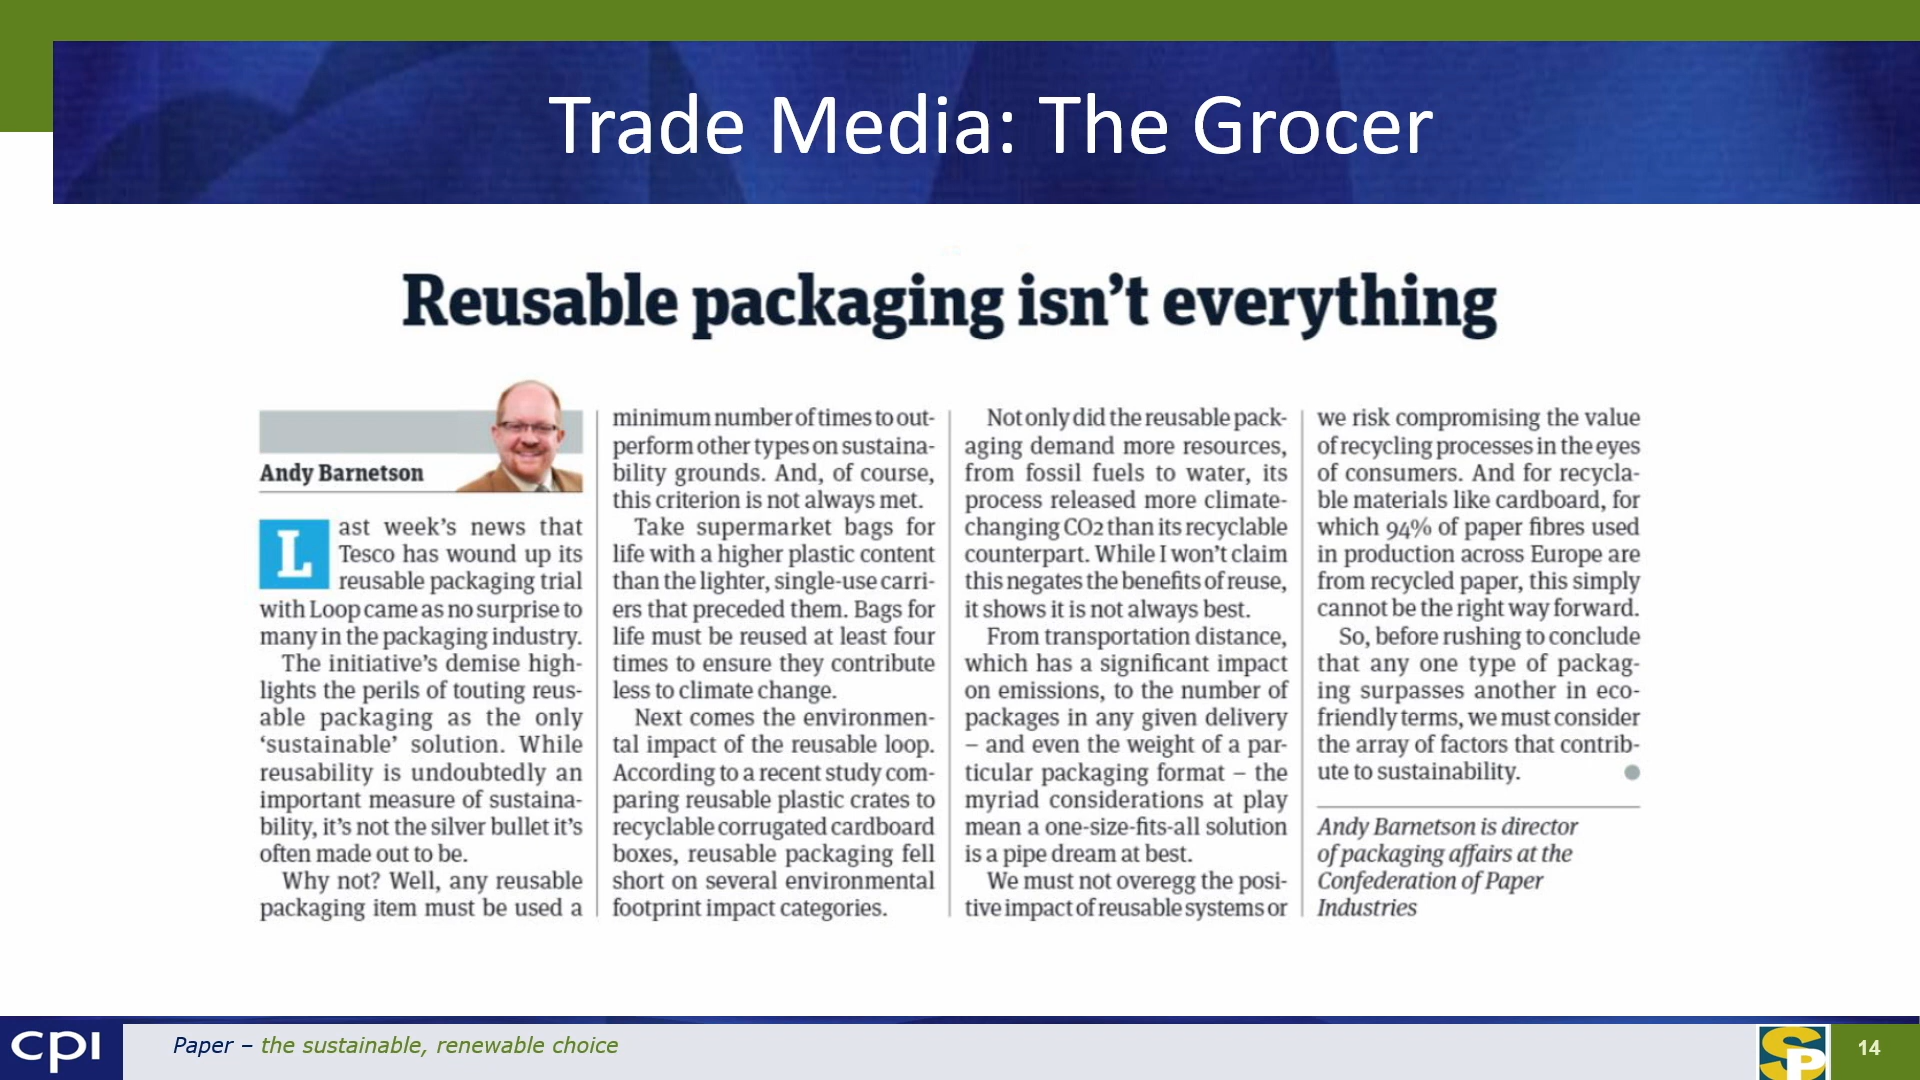 Trade Media: The Grocer
Reusable packaging isn't everything
Andy Barnetson
Last week's news that
Tesco has wound up its
reusable packaging trial
with Loop came as no surprise to
many in the packaging industry.
The initiative's demise high-
lights the perils of touting reus-
able packaging as the only
'sustainable' solution. While
reusability is undoubtedly an
important measure of sustaina-
bility, it's not the silver bullet it's
often made out to be.
Why not? Well, any reusable
packaging item must be used a
minimum number of times to out-
perform other types on sustaina-
bility grounds. And, of course,
this criterion is not always met.
Take supermarket bags for
life with a higher plastic content
than the lighter, single-use carri-
ers that preceded them. Bags for
life must be reused at least four
times to ensure they contribute
less to climate change.
Next comes the environmen-
tal impact of the reusable loop.
According to a recent study com-
paring reusable plastic crates to
recyclable corrugated cardboard
boxes, reusable packaging fell
short on several environmental
footprint impact categories.
Not only did the reusable pack-
aging demand more resources,
from fossil fuels to water, its
process released more climate-
changing CO2 than its recyclable
counterpart. While I won't claim
this negates the benefits of reuse,
it shows it is not always best.
From transportation distance,
which has a significant impact
on emissions, to the number of
packages in any given delivery
– and even the weight of a par-
ticular packaging format – the
myriad considerations at play
mean a one-size-fits-all solution
is a pipe dream at best.
We must not overegg the posi-
tive impact of reusable systems or
we risk compromising the value
of recycling processes in the eyes
of consumers. And for recycla-
ble materials like cardboard, for
which 94% of paper fibres used
in production across Europe are
from recycled paper, this simply
cannot be the right way forward.
So, before rushing to conclude
that any one type of packag-
ing surpasses another in eco-
friendly terms, we must consider
the array of factors that contrib-
ute to sustainability.
Andy Barnetson is director
of packaging affairs at the
Confederation of Paper
Industries
cpi
Paper – the sustainable, renewable choice
SP
14